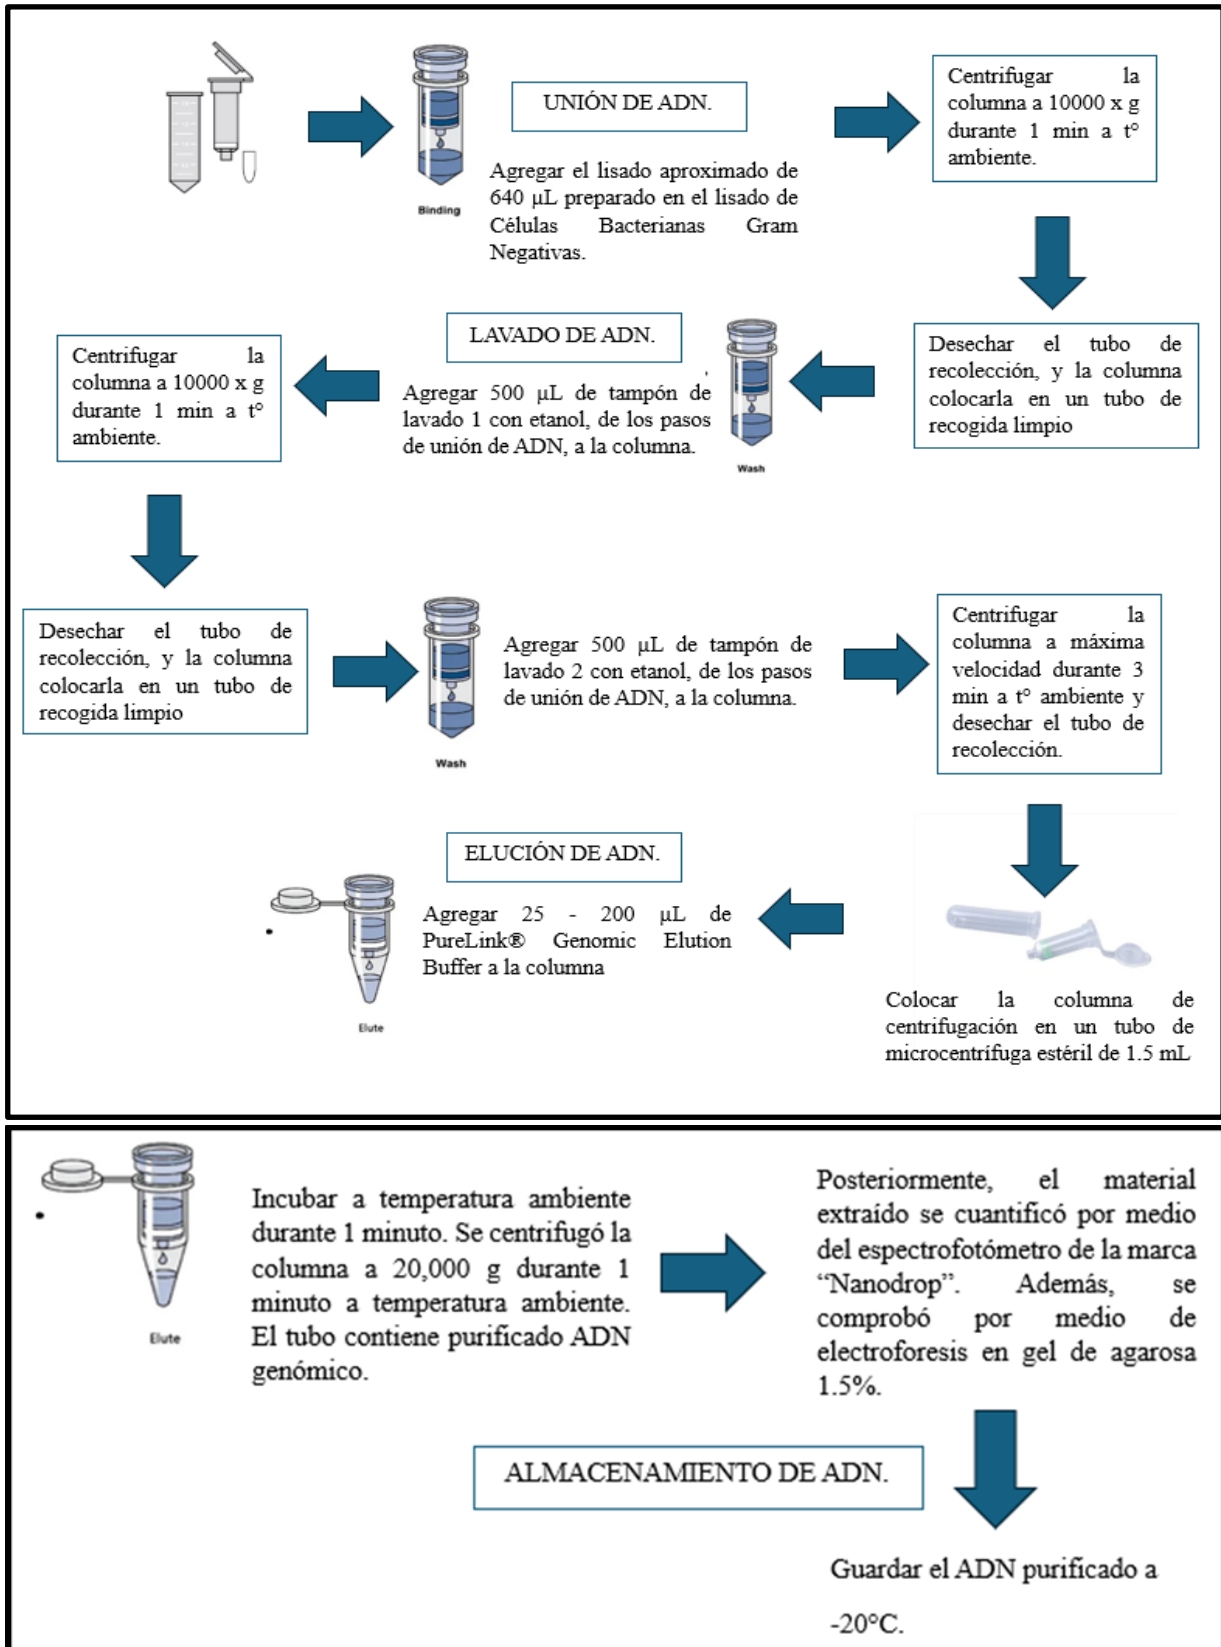 Binding
UNIÓN DE ADN.
Agregar el lisado aproximado de
640 µL preparado en el lisado de
Células Bacterianas Gram
Negativas.
Centrifugar la
columna a 10000 x g
durante 1 min a t°
ambiente.
Desechar el tubo de
recolección, y la columna
colocarla en un tubo de
recogida limpio
Wash
LAVADO DE ADN.
Agregar 500 µL de tampón de
lavado 1 con etanol, de los pasos
de unión de ADN, a la columna.
Centrifugar la
columna a 10000 x g
durante 1 min a t°
ambiente.
Desechar el tubo de
recolección, y la columna
colocarla en un tubo de
recogida limpio
Wash
Agregar 500 µL de tampón de
lavado 2 con etanol, de los pasos
de unión de ADN, a la columna.
Centrifugar la
columna a máxima
velocidad durante 3
min a t° ambiente y
desechar el tubo de
recolección.
Colocar la columna de
centrifugación en un tubo de
microcentrífuga estéril de 1.5 mL
ELUCIÓN DE ADN.
Agregar 25 - 200 µL de
PureLink® Genomic Elution
Buffer a la columna
Elute
Elute
Incubar a temperatura ambiente
durante 1 minuto. Se centrifugó la
columna a 20,000 g durante 1
minuto a temperatura ambiente.
El tubo contiene purificado ADN
genómico.
Posteriormente, el material
extraído se cuantificó por medio
del espectrofotómetro de la marca
“Nanodrop”. Además, se
comprobó por medio de
electroforesis en gel de agarosa
1.5%.
ALMACENAMIENTO DE ADN.
Guardar el ADN purificado a
-20°C.